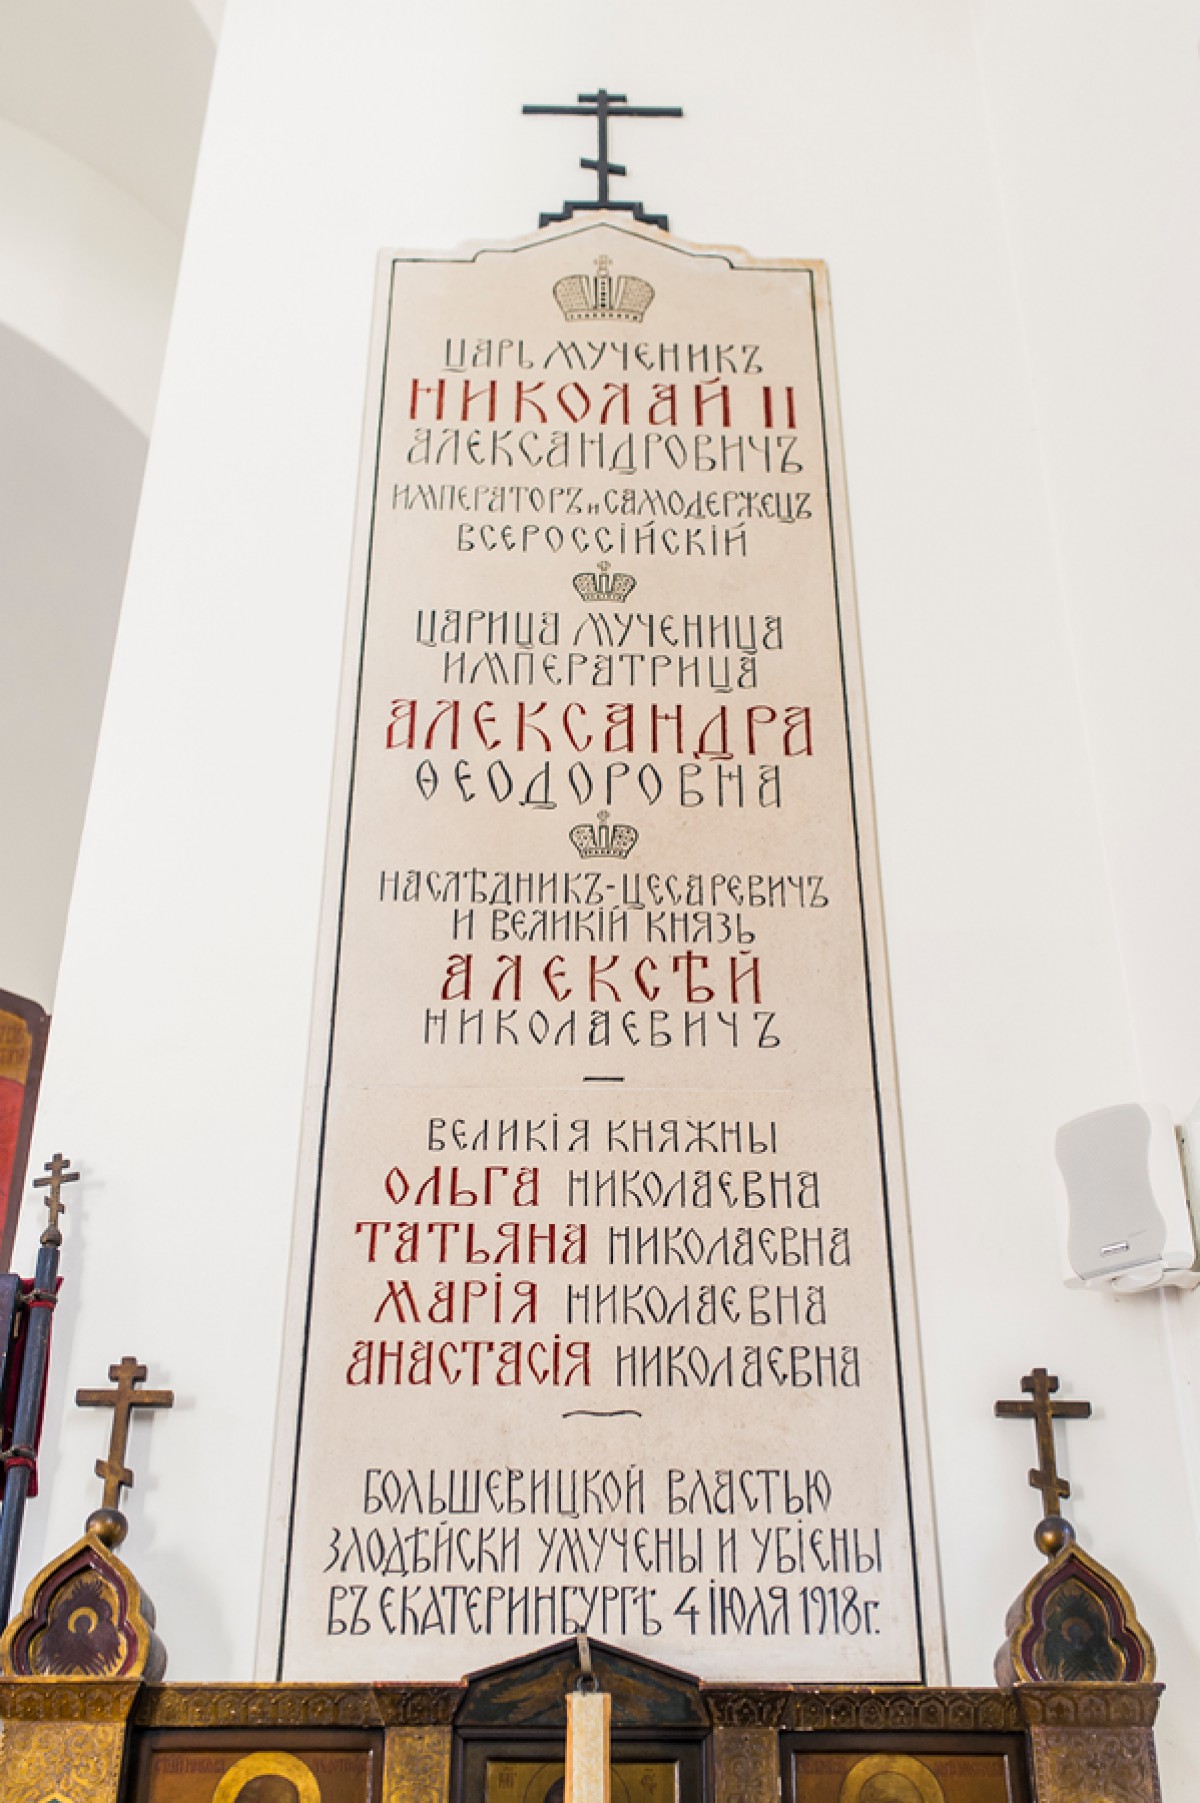 ЦАРЬ МУЧЕНИКЪ
НИКОЛАЙ II
АЛЕКСАНДРОВИЧЪ
ИМПЕРАТОРЪ и САМОДЕРЖЕЦЪ
ВСЕРОССІЙСКІЙ
ЦАРИЦА МУЧЕНИЦА
ИМПЕРАТРИЦА
АЛЕКСАНДРА
ѲЕОДОРОВНА
НАСЛѢДНИКЪ-ЦЕСАРЕВИЧЪ
И ВЕЛИКІЙ КНЯЗЬ
АЛЕКСѢЙ
НИКОЛАЕВИЧЪ
ВЕЛИКІЯ КНЯЖНЫ
ОЛЬГА НИКОЛАЕВНА
ТАТЬЯНА НИКОЛАЕВНА
МАРІЯ НИКОЛАЕВНА
АНАСТАСІЯ НИКОЛАЕВНА
БОЛЬШЕВИЦКОЙ ВЛАСТЬЮ
ЗЛОДѢЙСКИ УМУЧЕНЫ И УБІЕНЫ
ВЪ ЕКАТЕРИНБУРГѢ 4 ІЮЛЯ 1918г.